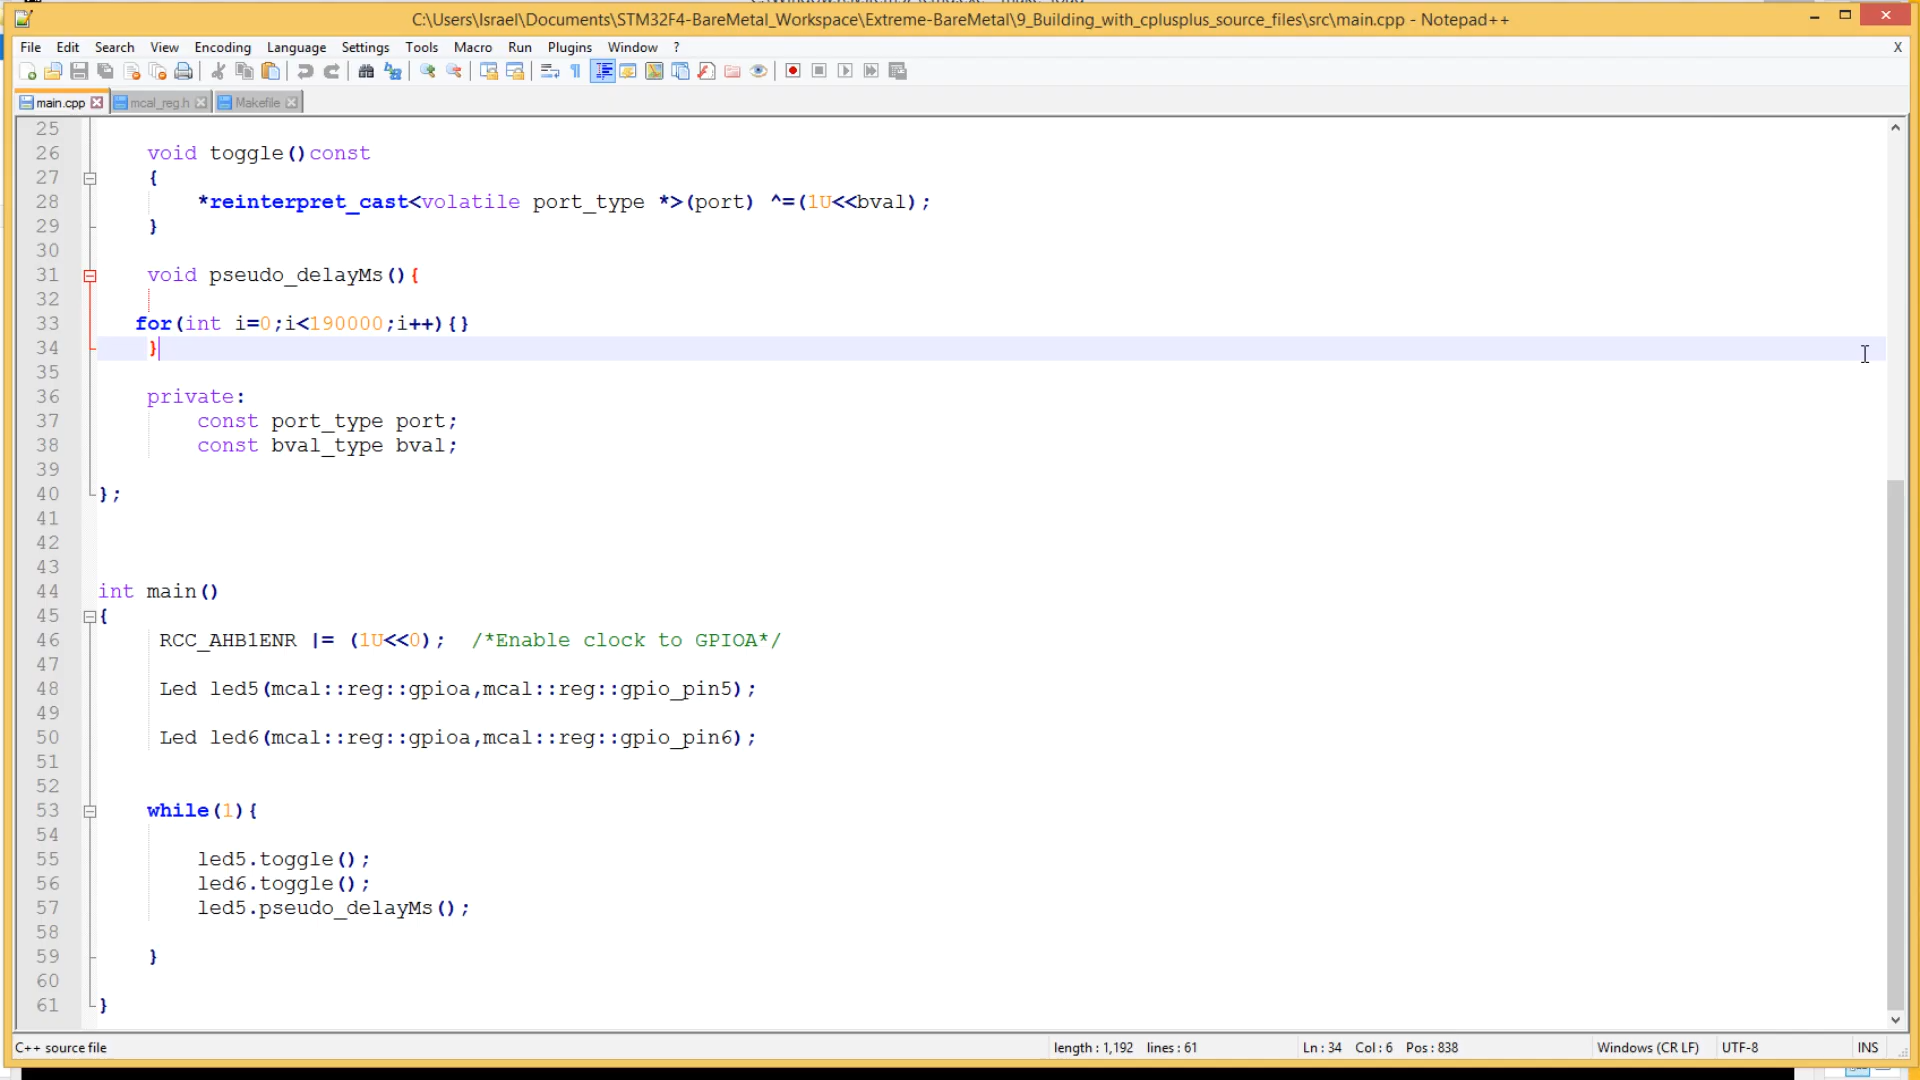 C:\Users\Israel\Documents\STM32F4-BareMetal_Workspace\Extreme-BareMetal\9_Building_with_cplusplus_source_files\src\main.cpp - Notepad++
File Edit Search View Encoding Language Settings Tools Macro Run Plugins Window ? X
main.cpp mcal_reg.h Makefile
25
26 void toggle()const
27 {
28 *reinterpret_cast<volatile port_type *>(port) ^=(1U<<bval);
29 }
30
31 void pseudo_delayMs(){
32
33 for(int i=0;i<190000;i++){}
34 }
35
36 private:
37 const port_type port;
38 const bval_type bval;
39
40 };
41
42
43
44 int main()
45 {
46 RCC_AHB1ENR |= (1U<<0); /*Enable clock to GPIOA*/
47
48 Led led5(mcal::reg::gpioa,mcal::reg::gpio_pin5);
49
50 Led led6(mcal::reg::gpioa,mcal::reg::gpio_pin6);
51
52
53 while(1){
54
55 led5.toggle();
56 led6.toggle();
57 led5.pseudo_delayMs();
58
59 }
60
61 }
C++ source file length : 1,192 lines : 61 Ln : 34 Col : 6 Pos : 838 Windows (CR LF) UTF-8 INS